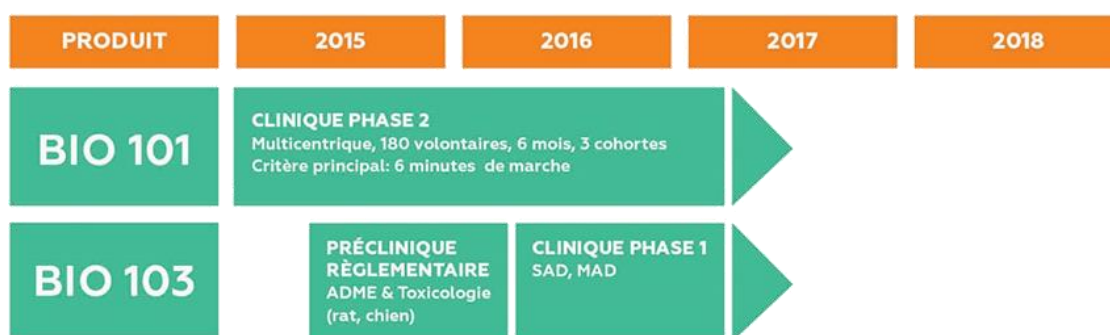 PRODUIT
2015
2016
2017
2018
BIO 101
CLINIQUE PHASE 2
Multicentrique, 180 volontaires, 6 mois, 3 cohortes
Critère principal: 6 minutes de marche
BIO 103
PRÉCLINIQUE
RÈGLEMENTAIRE
ADME & Toxicologie
(rat, chien)
CLINIQUE PHASE 1
SAD, MAD